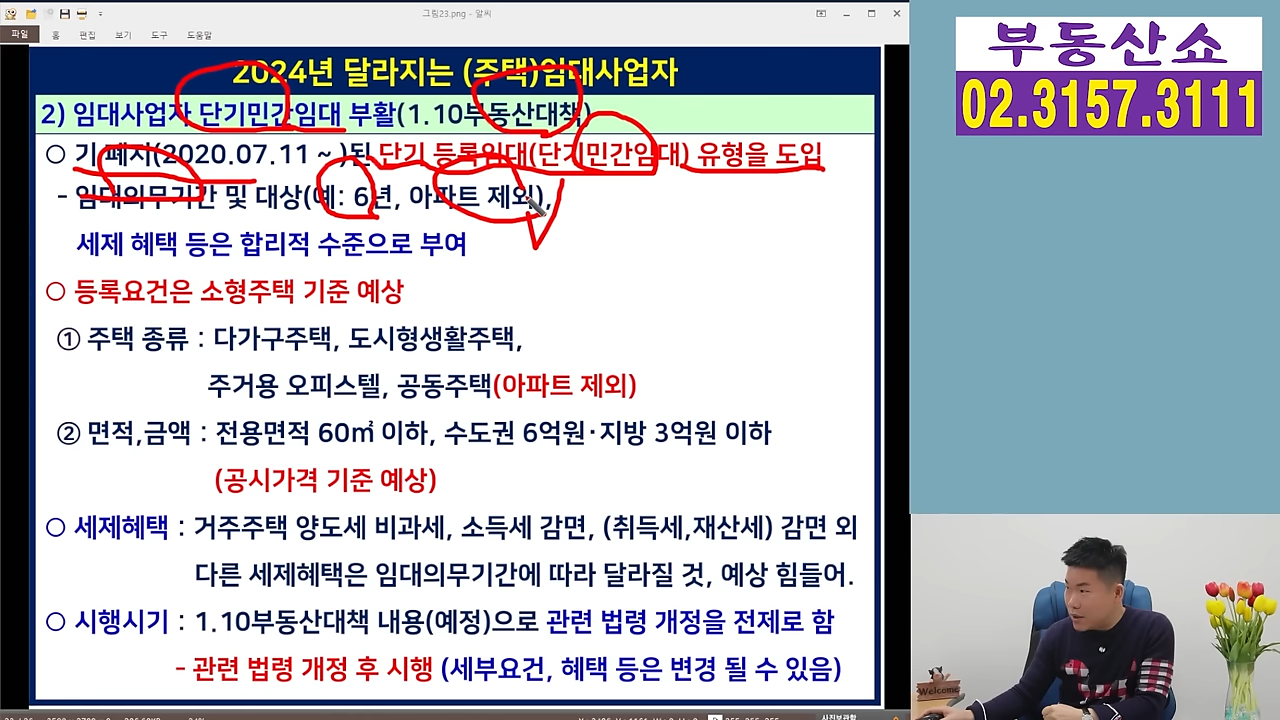 그림23.png - 알씨
파일 홈 편집 보기 도구 도움말
2024년 달라지는 (주택)임대사업자
2) 임대사업자 단기민간임대 부활(1.10부동산대책)
○ 기 폐지(2020.07.11 ~ )된 단기 등록임대(단기민간임대) 유형을 도입
- 임대의무기간 및 대상(예: 6년, 아파트 제외),
세제 혜택 등은 합리적 수준으로 부여
○ 등록요건은 소형주택 기준 예상
① 주택 종류 : 다가구주택, 도시형생활주택,
주거용 오피스텔, 공동주택(아파트 제외)
② 면적,금액 : 전용면적 60㎡ 이하, 수도권 6억원·지방 3억원 이하
(공시가격 기준 예상)
○ 세제혜택 : 거주주택 양도세 비과세, 소득세 감면, (취득세,재산세) 감면 외
다른 세제혜택은 임대의무기간에 따라 달라질 것, 예상 힘들어.
○ 시행시기 : 1.10부동산대책 내용(예정)으로 관련 법령 개정을 전제로 함
- 관련 법령 개정 후 시행 (세부요건, 혜택 등은 변경 될 수 있음)
부동산쇼
02.3157.3111
Welcome